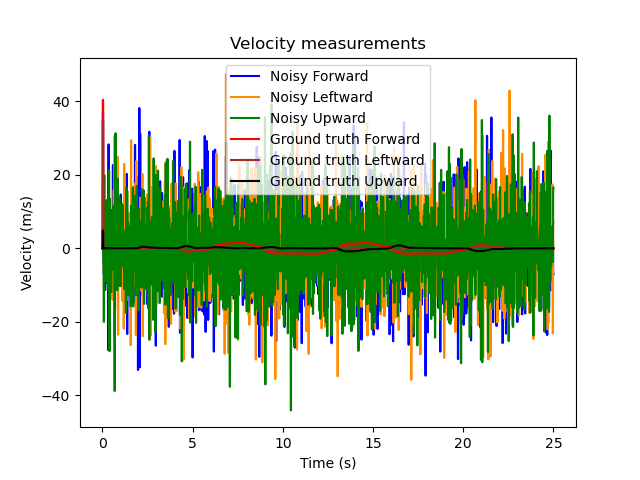 Velocity measurements
Noisy Forward
Noisy Leftward
Noisy Upward
Ground truth Forward
Ground truth Leftward
Ground truth Upward
Velocity (m/s)
40
20
0
−20
−40
0 5 10 15 20 25
Time (s)